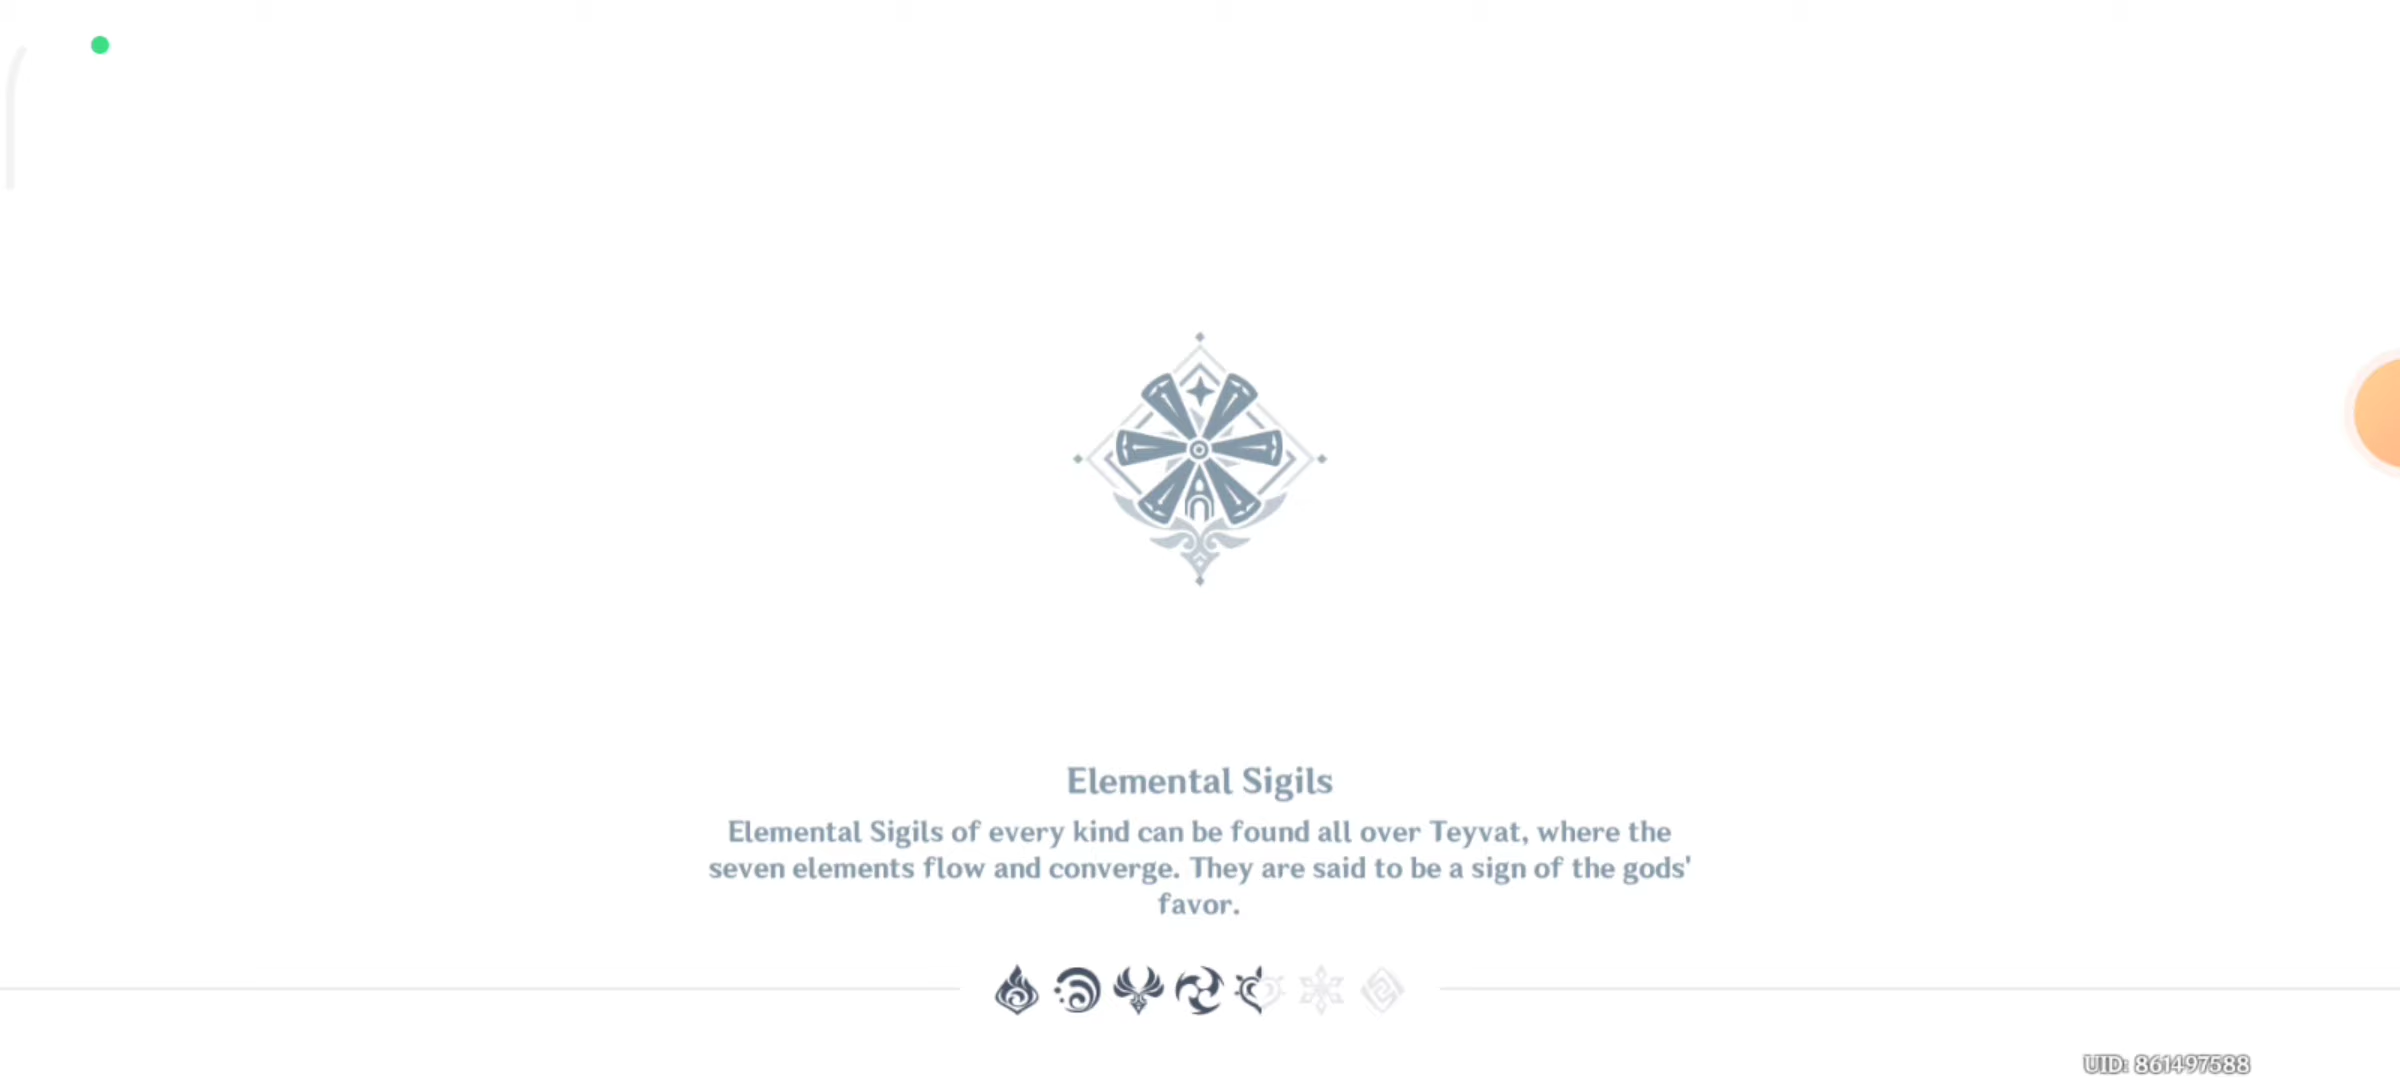 Elemental Sigils
Elemental Sigils of every kind can be found all over Teyvat, where the
seven elements flow and converge. They are said to be a sign of the gods'
favor.
UID: 861497588